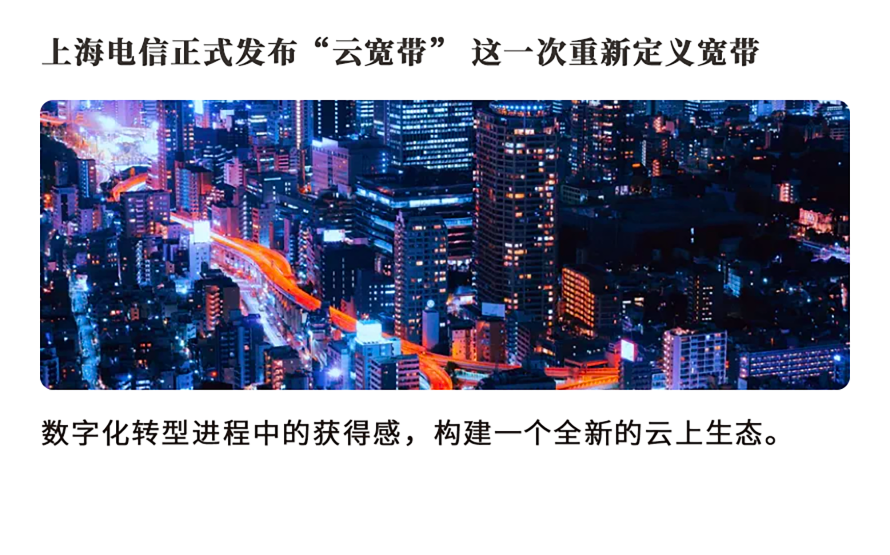 上海电信正式发布“云宽带” 这一次重新定义宽带
数字化转型进程中的获得感，构建一个全新的云上生态。